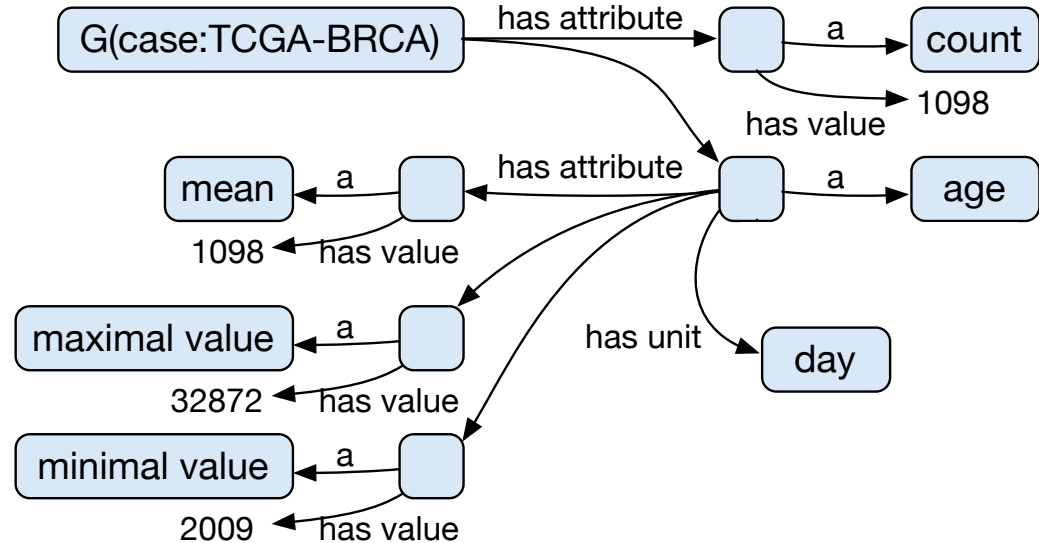 G(case:TCGA-BRCA)
has attribute
a
count
has value
1098
mean
a
has attribute
a
age
1098
has value
maximal value
a
has unit
day
32872
has value
minimal value
a
2009
has value